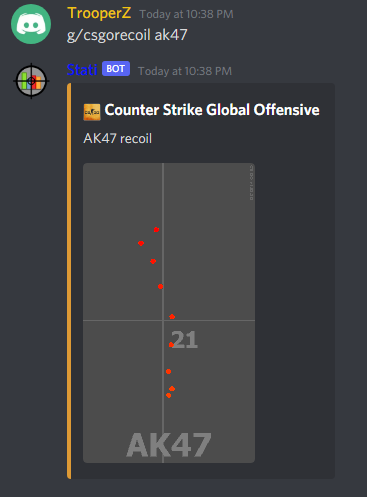 TrooperZ Today at 10:38 PM
g/csgorecoil ak47
Stati BOT Today at 10:38 PM
Counter Strike Global Offensive
AK47 recoil
21
AK47